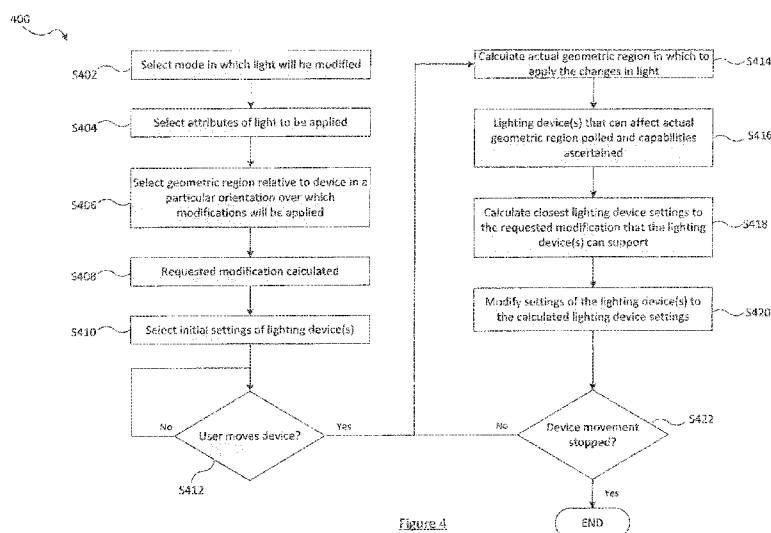 400
S402
Select mode in which light will be modified
S404
Select attributes of light to be applied
S406
Select geometric region relative to device in a
particular orientation over which
modifications will be applied
S408
Requested modification calculated
S410
Select initial settings of lighting device(s)
No
User moves device?
Yes
S412
Calculate actual geometric region in which to
apply the changes in light
S414
Lighting device(s) that can affect actual
geometric region polled and capabilities
ascertained
S416
Calculate closest lighting device settings to
the requested modification that the lighting
device(s) can support
S418
Modify settings of the lighting device(s) to
the calculated lighting device settings
S420
No
Device movement
stopped?
S422
Yes
END
Figure 4